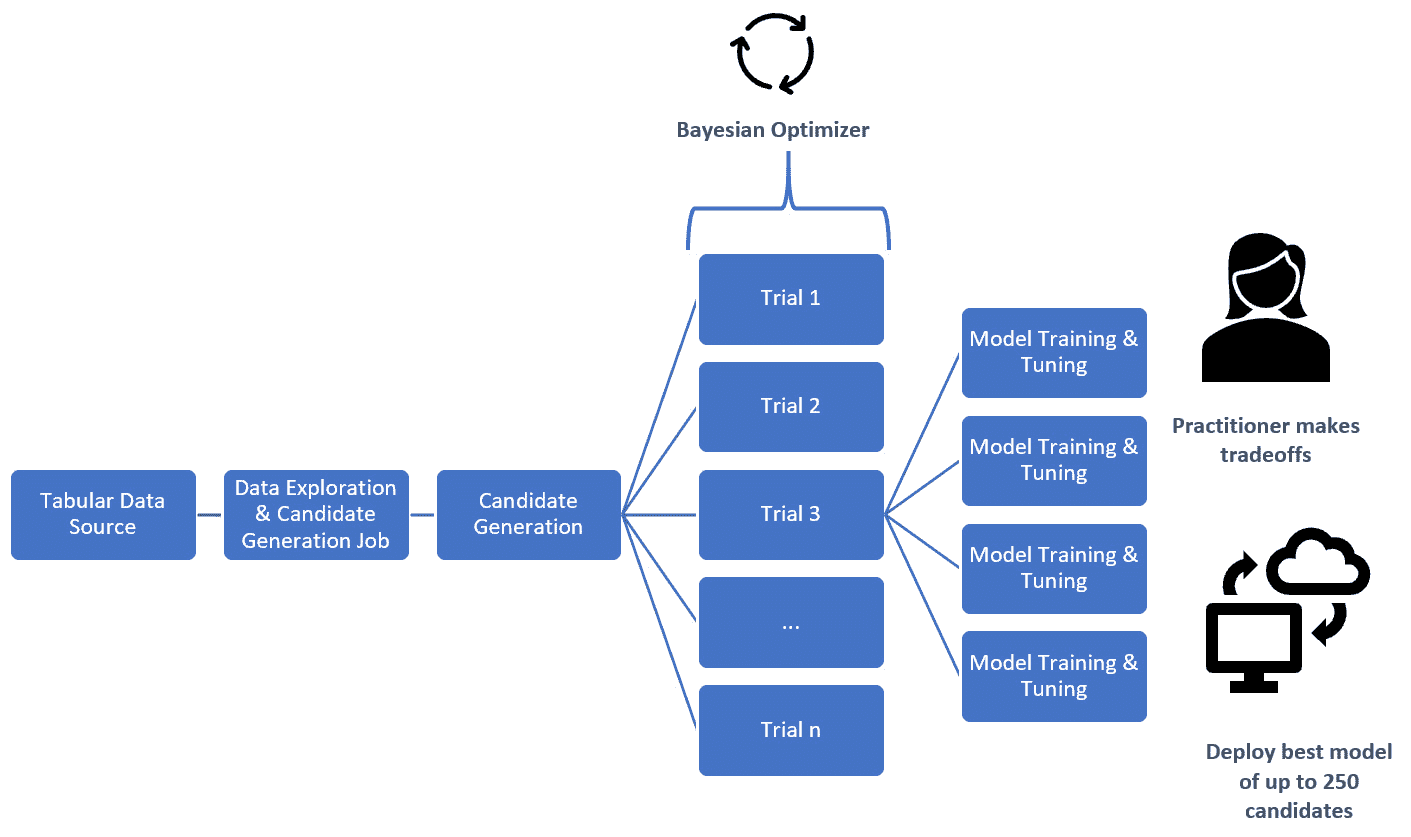 Bayesian Optimizer
Trial 1
Trial 2
Trial 3
...
Trial n
Tabular Data
Source
Data Exploration
& Candidate
Generation Job
Candidate
Generation
Model Training &
Tuning
Model Training &
Tuning
Model Training &
Tuning
Model Training &
Tuning
Practitioner makes
tradeoffs
Deploy best model
of up to 250
candidates